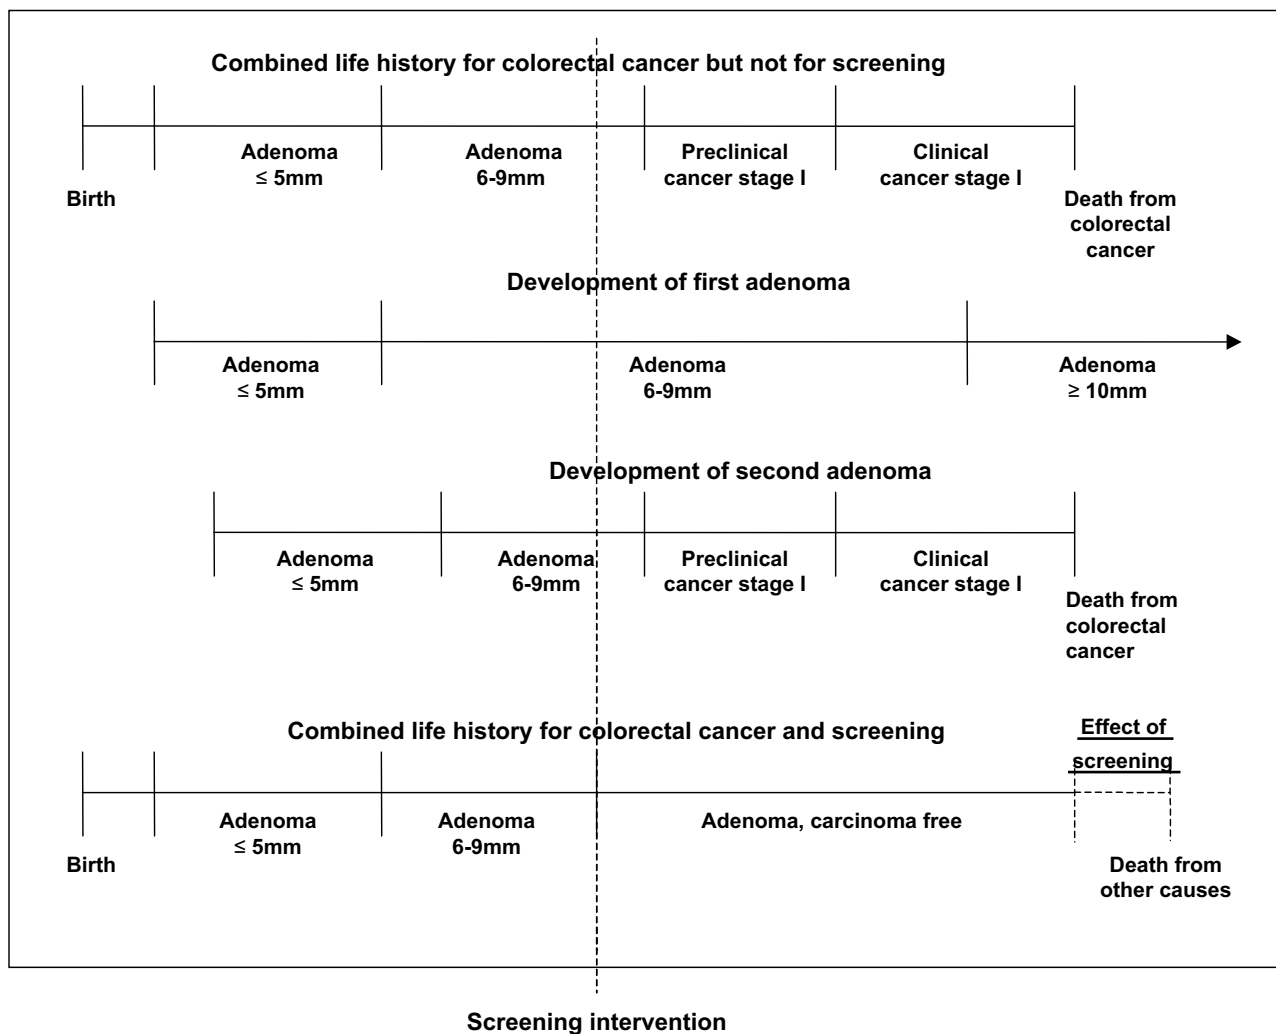 Combined life history for colorectal cancer but not for screening
Adenoma
≤ 5mm
Adenoma
6-9mm
Preclinical
cancer stage I
Clinical
cancer stage I
Birth
Death from
colorectal
cancer
Development of first adenoma
Adenoma
≤ 5mm
Adenoma
6-9mm
Adenoma
≥ 10mm
Development of second adenoma
Adenoma
≤ 5mm
Adenoma
6-9mm
Preclinical
cancer stage I
Clinical
cancer stage I
Death from
colorectal
cancer
Combined life history for colorectal cancer and screening
Effect of
screening
Adenoma
≤ 5mm
Adenoma
6-9mm
Adenoma, carcinoma free
Birth
Death from
other causes
Screening intervention